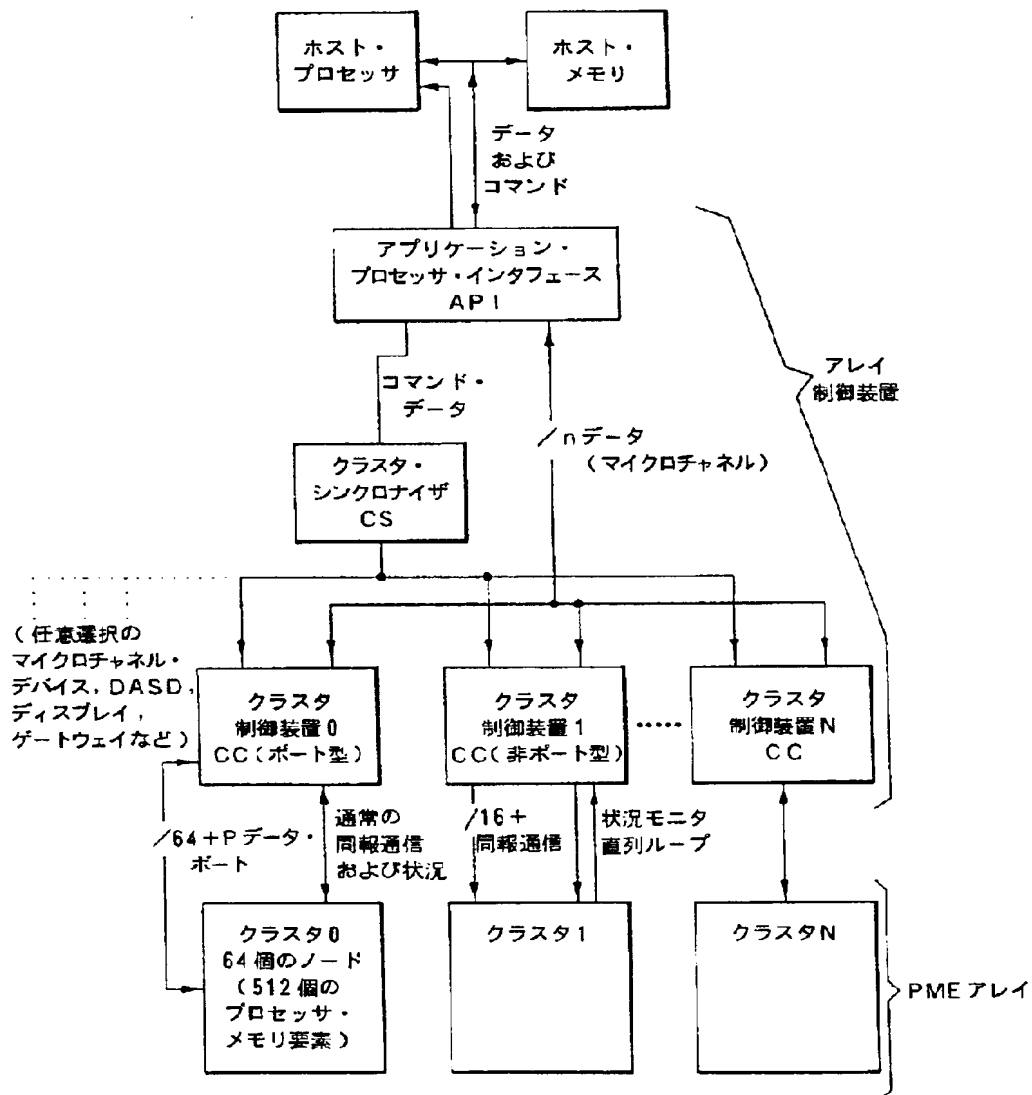 ホスト・
プロセッサ
ホスト・
メモリ
データ
および
コマンド
アプリケーション・
プロセッサ・インタフェース
API
アレイ
制御装置
コマンド・
データ
/nデータ
(マイクロチャネル)
クラスタ・
シンクロナイザ
CS
(任意選択の
マイクロチャネル・
デバイス,DASD,
ディスプレイ,
ゲートウェイなど)
クラスタ
制御装置0
CC(ポート型)
クラスタ
制御装置1
CC(非ポート型)
.....
クラスタ
制御装置N
CC
/64+Pデータ・
ポート
通常の
同報通信
および状況
/16+
同報通信
状況モニタ
直列ループ
クラスタ0
64個のノード
(512個の
プロセッサ・
メモリ要素)
クラスタ1
クラスタN
PMEアレイ